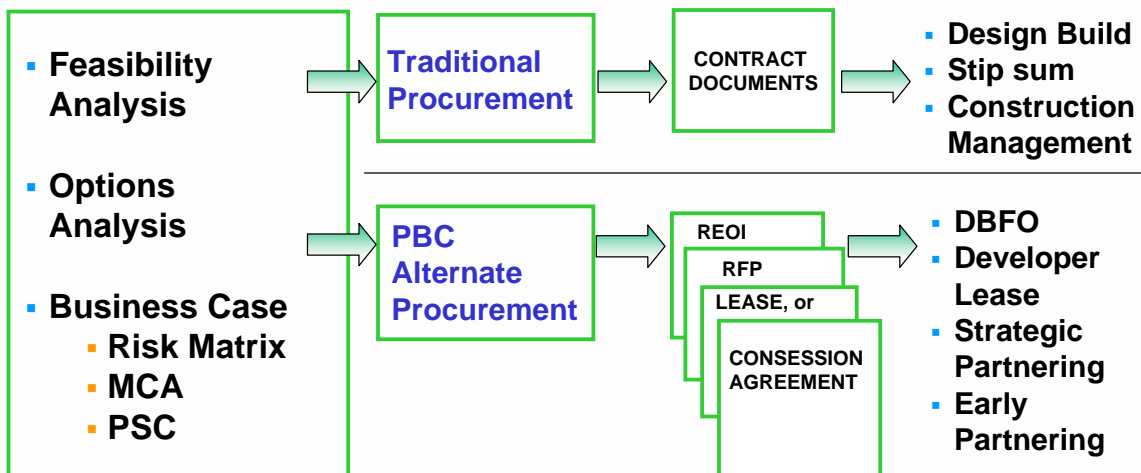 Feasibility
Analysis
Options
Analysis
Business Case
Risk Matrix
MCA
PSC
Traditional
Procurement
CONTRACT
DOCUMENTS
Design Build
Stip sum
Construction
Management
PBC
Alternate
Procurement
REOI
RFP
LEASE, or
CONSESSION
AGREEMENT
DBFO
Developer
Lease
Strategic
Partnering
Early
Partnering